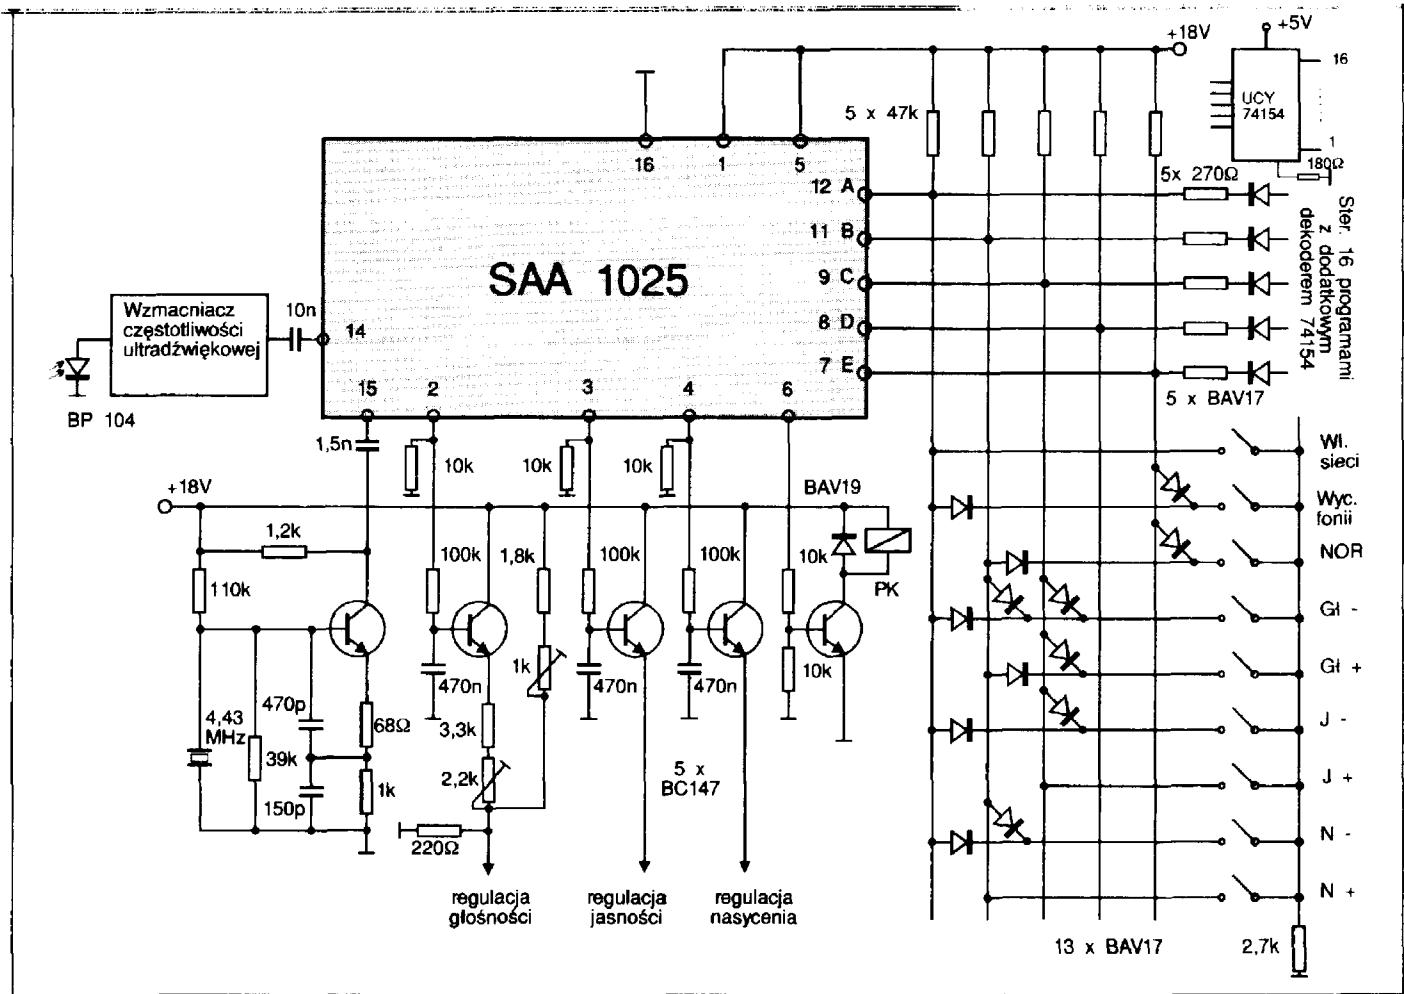 +18V
+5V
16
UCY
74154
1
180Ω
5 x 47k
16
1
5
12 A
5x 270Ω
11 B
SAA 1025
9 C
8 D
7 E
Ster. 16 programami
z dodatkowym
dekoderem 74154
5 x BAV17
Wzmacniacz
częstotliwości
ultradźwiękowej
10n
14
BP 104
15
2
3
4
6
1,5n
10k
10k
10k
BAV19
+18V
1,2k
110k
100k
1,8k
100k
100k
10k
PK
1k
470n
470n
470n
10k
4,43
MHz
470p
68Ω
3,3k
39k
2,2k
150p
1k
5 x
BC147
220Ω
regulacja
głośności
regulacja
jasności
regulacja
nasycenia
Wł.
sieci
Wyc.
fonii
NOR
Gł -
Gł +
J -
J +
N -
N +
13 x BAV17
2,7k